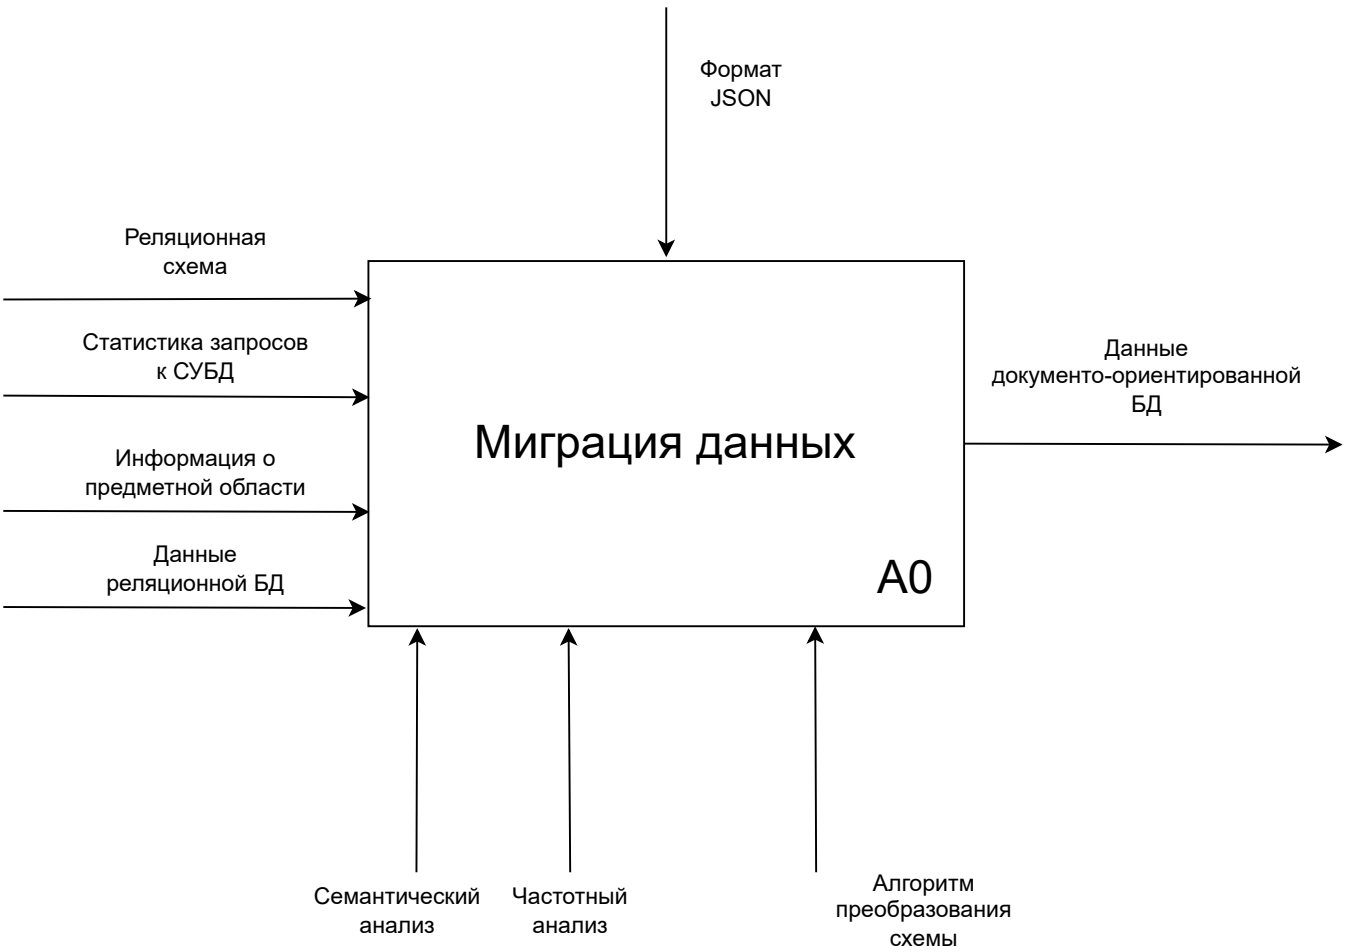 Формат
JSON
Реляционная
схема
Статистика запросов
к СУБД
Данные
документо-ориентированной
БД
Миграция данных
Информация о
предметной области
Данные
реляционной БД
A0
Семантический
анализ
Частотный
анализ
Алгоритм
преобразования
схемы